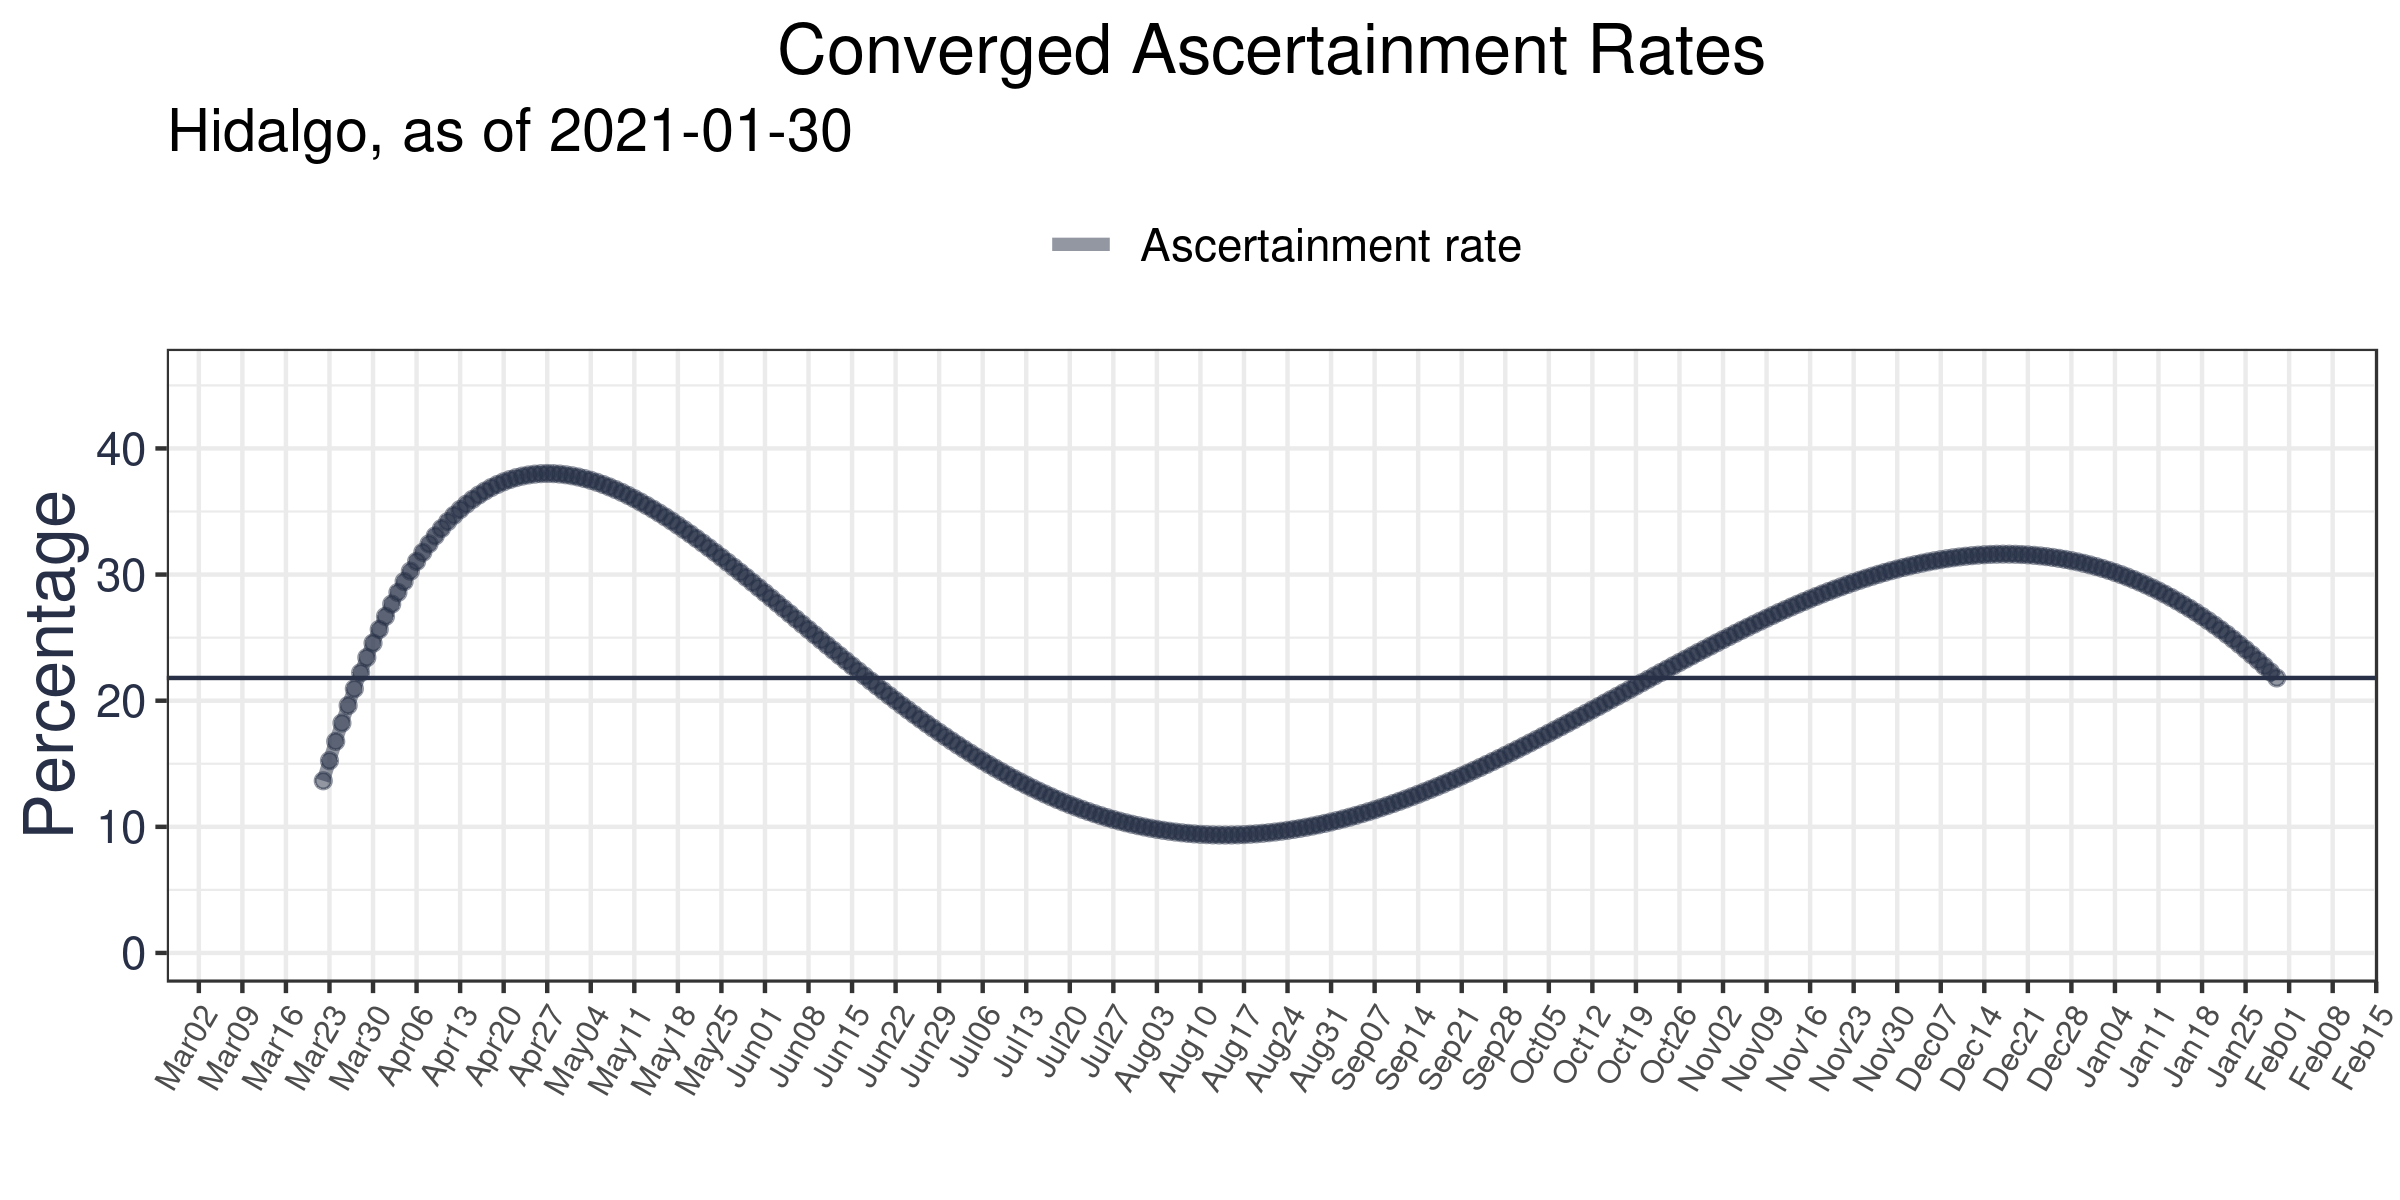 Converged Ascertainment Rates
Hidalgo, as of 2021-01-30
Ascertainment rate
Percentage
40
30
20
10
0
Mar02 Mar09 Mar16 Mar23 Mar30 Apr06 Apr13 Apr20 Apr27 May04 May11 May18 May25 Jun01 Jun08 Jun15 Jun22 Jun29 Jul06 Jul13 Jul20 Jul27 Aug03 Aug10 Aug17 Aug24 Aug31 Sep07 Sep14 Sep21 Sep28 Oct05 Oct12 Oct19 Oct26 Nov02 Nov09 Nov16 Nov23 Nov30 Dec07 Dec14 Dec21 Dec28 Jan04 Jan11 Jan18 Jan25 Feb01 Feb08 Feb15